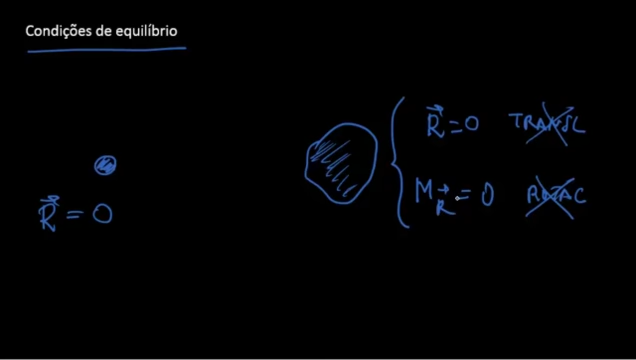 Condições de equilíbrio
R⃗ = 0
R⃗ = 0 TRANSL
M R⃗ = 0 ROTAC